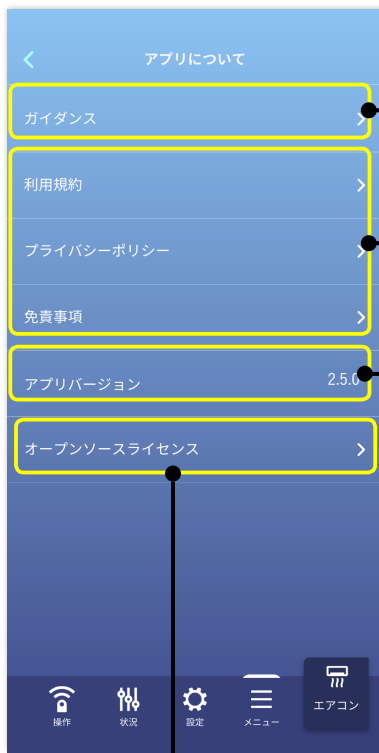 アプリについて
ガイダンス
利用規約
プライバシーポリシー
免責事項
アプリバージョン 2.5.0
オープンソースライセンス
操作 状況 設定 メニュー エアコン